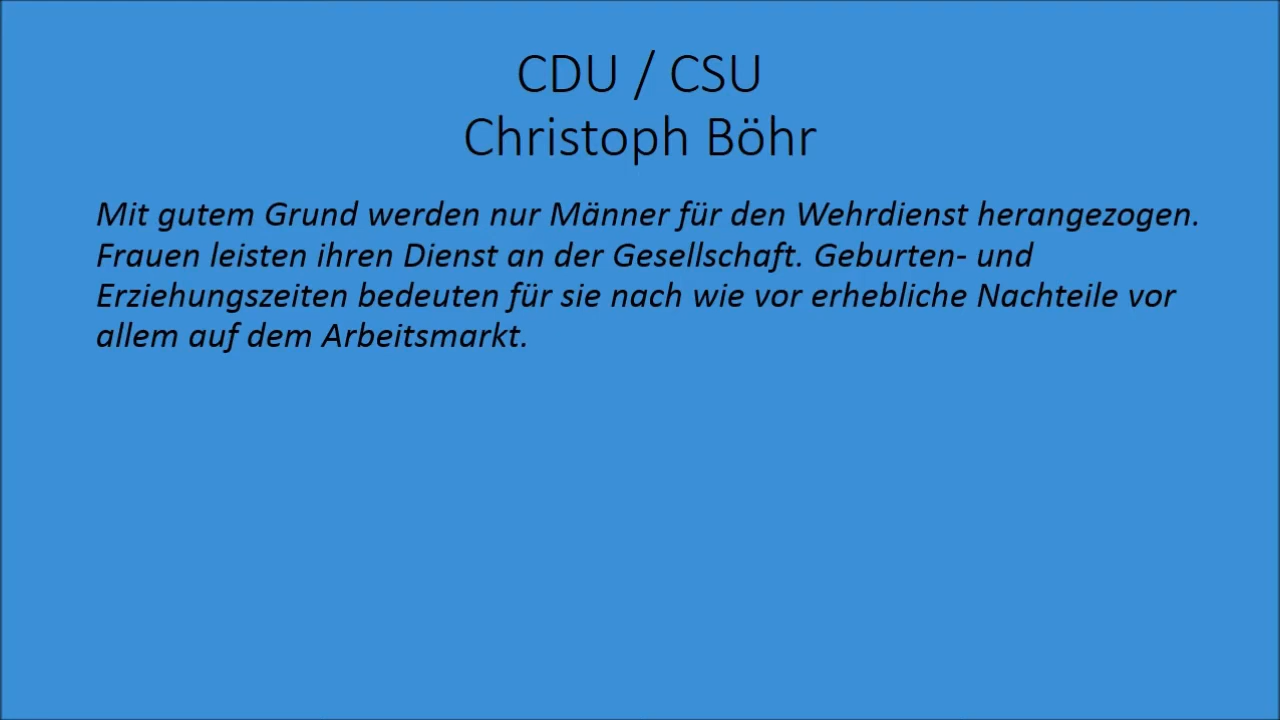 CDU / CSU
Christoph Böhr
Mit gutem Grund werden nur Männer für den Wehrdienst herangezogen.
Frauen leisten ihren Dienst an der Gesellschaft. Geburten- und
Erziehungszeiten bedeuten für sie nach wie vor erhebliche Nachteile vor
allem auf dem Arbeitsmarkt.